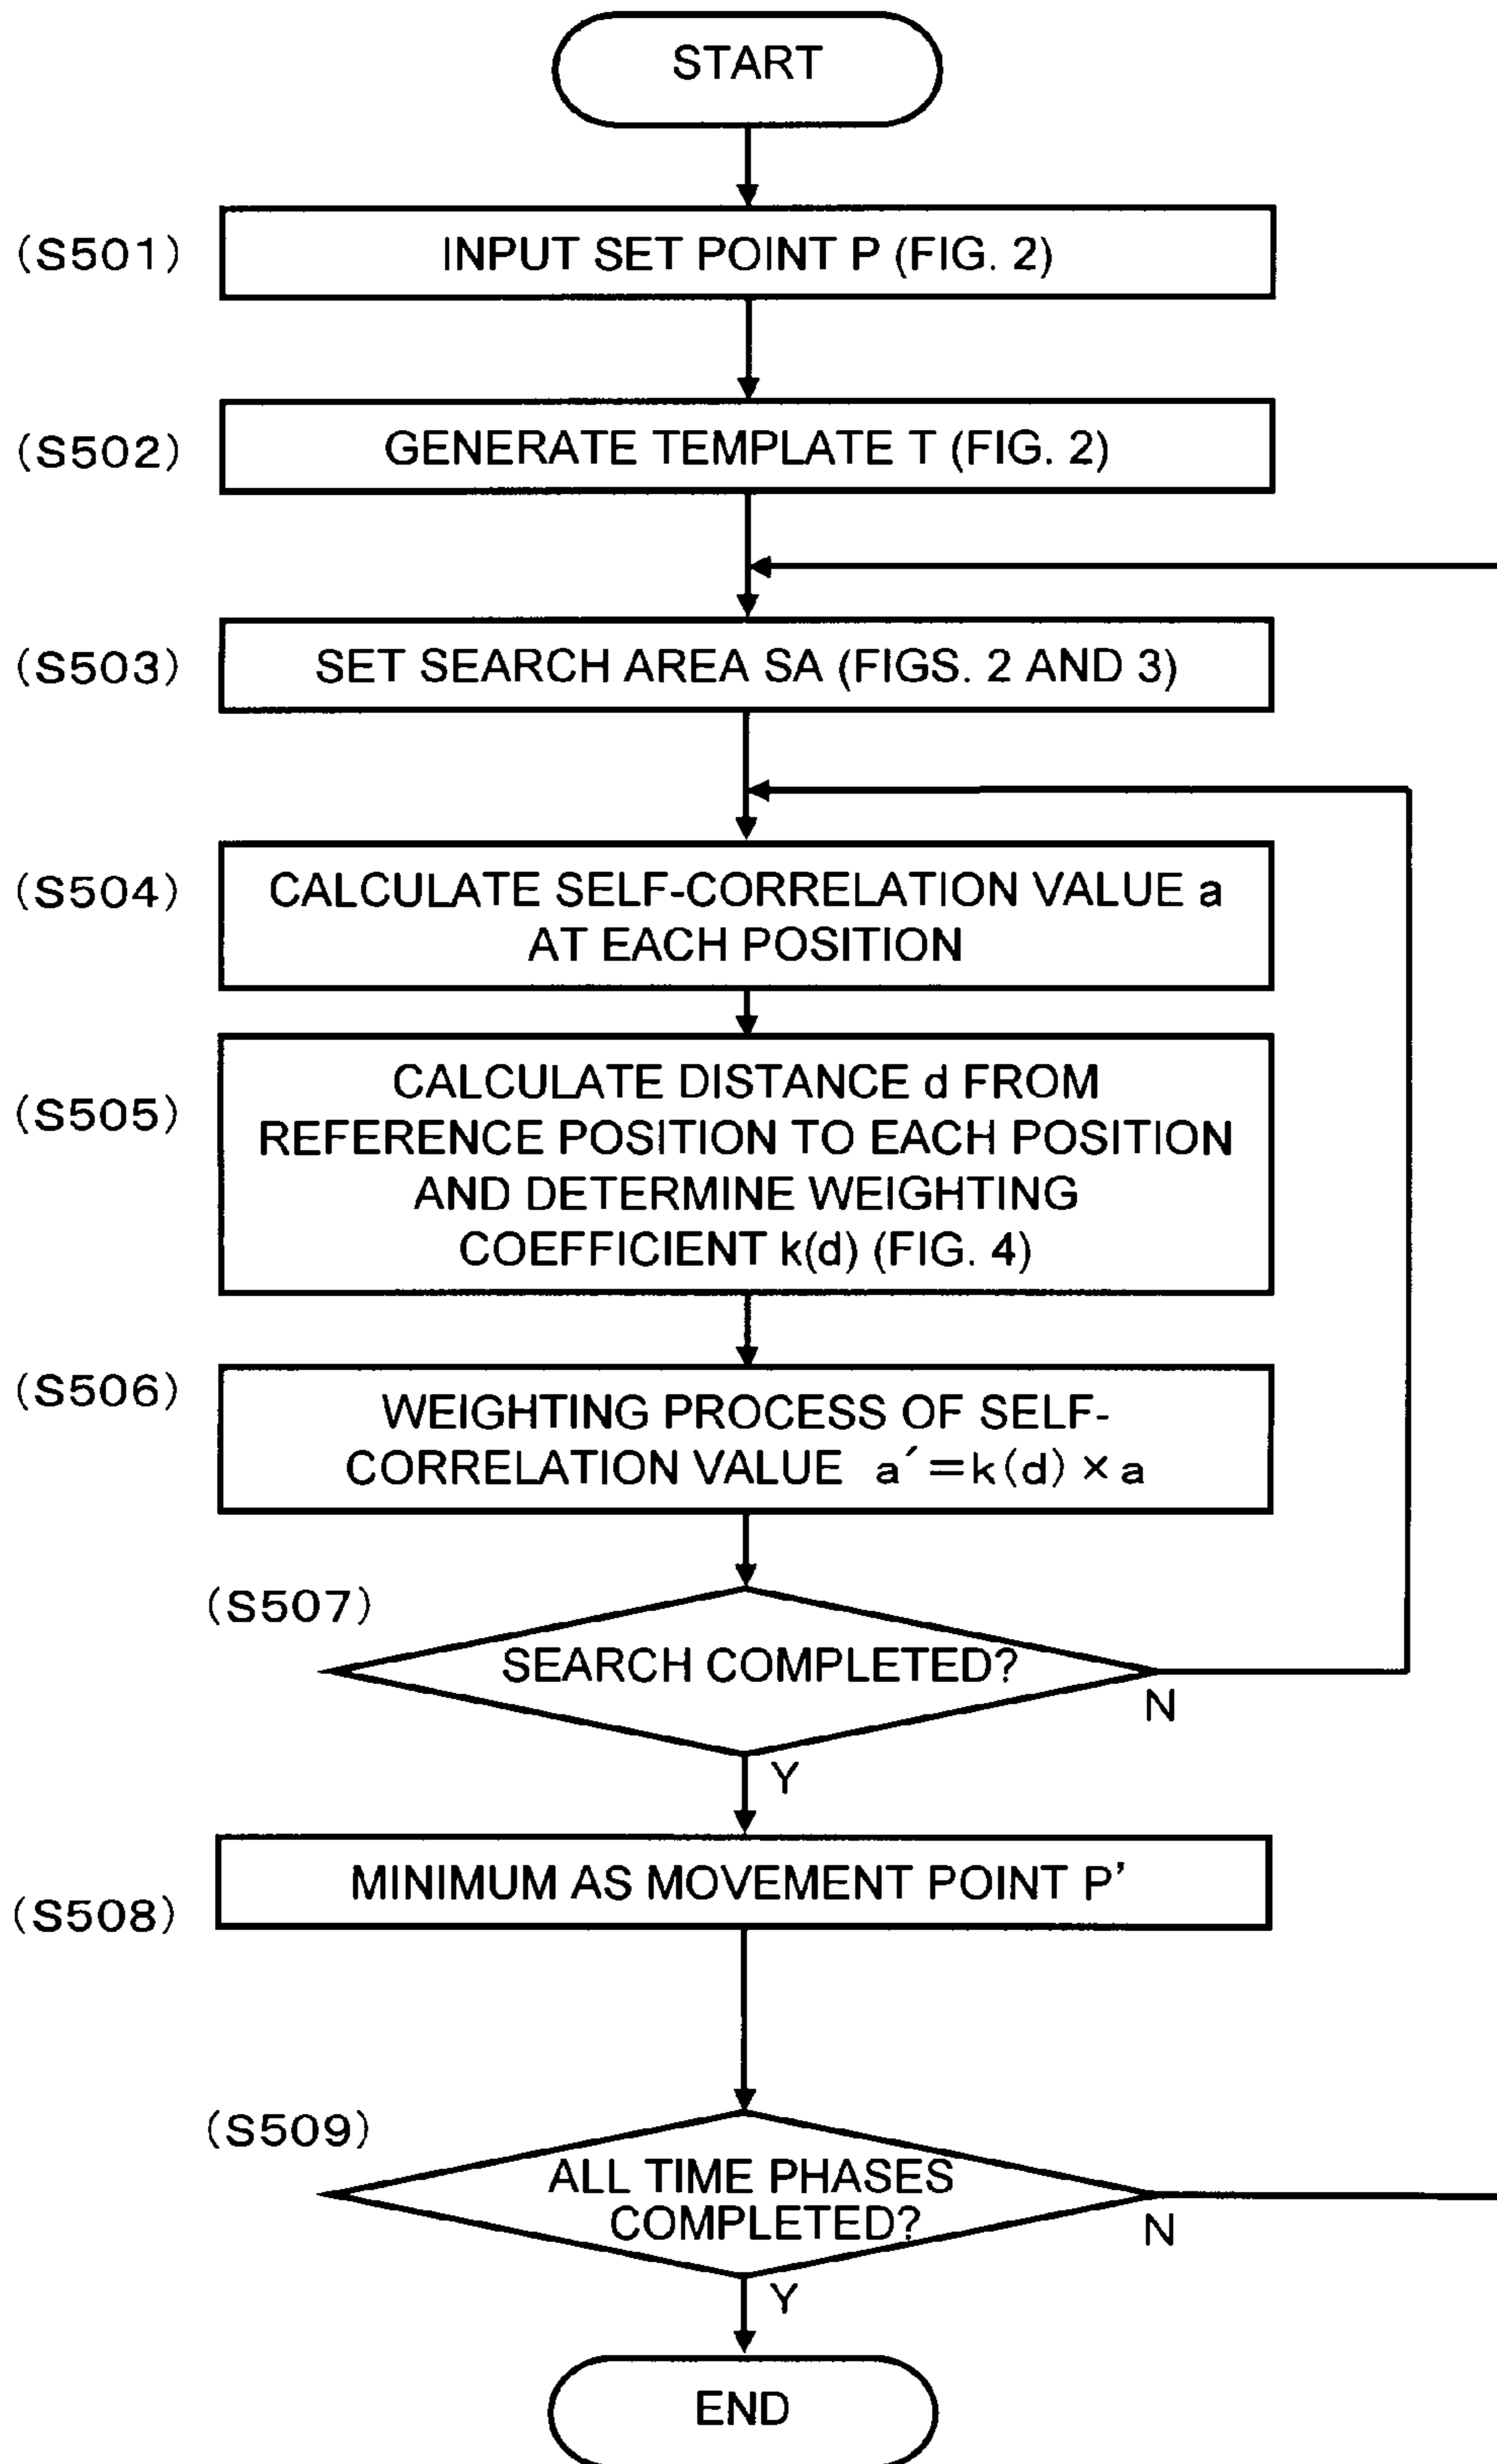 START
(S501)
INPUT SET POINT P (FIG. 2)
(S502)
GENERATE TEMPLATE T (FIG. 2)
(S503)
SET SEARCH AREA SA (FIGS. 2 AND 3)
(S504)
CALCULATE SELF-CORRELATION VALUE a
AT EACH POSITION
(S505)
CALCULATE DISTANCE d FROM
REFERENCE POSITION TO EACH POSITION
AND DETERMINE WEIGHTING
COEFFICIENT k(d) (FIG. 4)
(S506)
WEIGHTING PROCESS OF SELF-
CORRELATION VALUE a´=k(d)×a
(S507)
SEARCH COMPLETED?
N
Y
(S508)
MINIMUM AS MOVEMENT POINT P'
(S509)
ALL TIME PHASES
COMPLETED?
N
Y
END